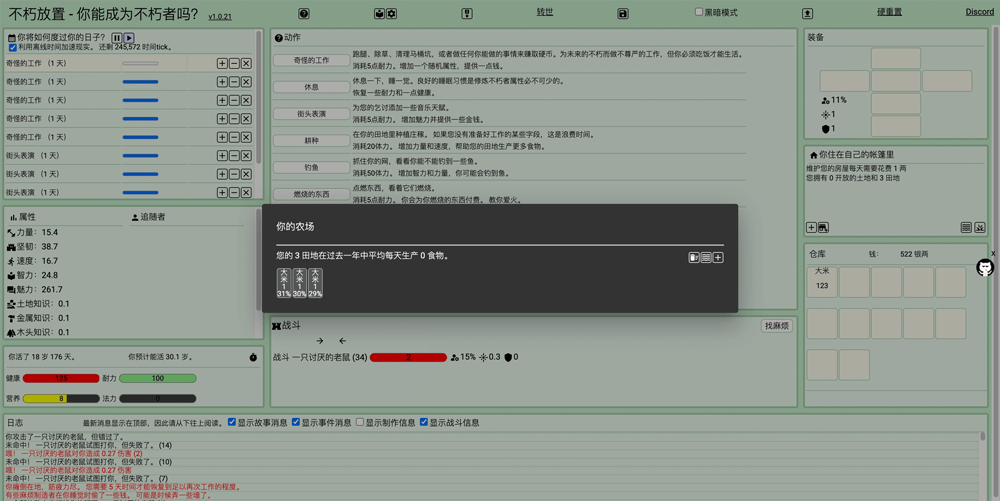 不朽放置 - 你能成为不朽者吗? v1.0.21 转世 黑暗模式 硬重置 Discord
你将如何度过你的日子?
利用离线时间加速现实。 还剩 245,572 时间tick。
奇怪的工作 (1 天)
奇怪的工作 (1 天)
奇怪的工作 (1 天)
奇怪的工作 (1 天)
奇怪的工作 (1 天)
街头表演 (1 天)
街头表演 (1 天)
街头表演 (1 天)
动作
奇怪的工作
跑腿、除草、清理马桶坑，或者做任何你能做的事情来赚取硬币。为未来的不朽而做不尊严的工作，但你必须吃饭才能生活。
消耗5点耐力。增加一个随机属性，提供一点钱。
休息
休息一下，睡一觉。良好的睡眠习惯是修炼不朽者属性必不可少的。
恢复一些耐力和一点健康。
街头表演
为您的乞讨添加一些音乐天赋。
消耗5点耐力。 增加魅力并提供一些金钱。
耕种
在你的田地里种植庄稼。 如果您没有准备好工作的某些字段，这是浪费时间。
消耗20体力。 增加力量和速度，帮助您的田地生产更多食物。
钓鱼
抓住你的网，看看你能不能钓到一些鱼。
消耗50体力。 增加智力和力量，你可能会钓到鱼。
燃烧的东西
点燃东西，看着它们燃烧。
消耗5点耐力。 你会为你燃烧的东西付费。 教你爱火。
装备
11%
1
1
你住在自己的帐篷里
维护您的房屋每天需要花费 1 两
您拥有 0 开放的土地和 3 田地
属性 追随者
力量: 15.4
坚韧: 38.7
速度: 16.7
智力: 24.8
魅力: 261.7
土地知识: 0.1
金属知识: 0.1
木头知识: 0.1
你的农场
您的 3 田地在过去一年中平均每天生产 0 食物。
大米 1 31%
大米 1 30%
大米 1 29%
仓库 钱: 522 银两 x
大米
123
战斗 找麻烦
战斗 一只讨厌的老鼠 (34) 2 15% 0.3 0
你活了 18 岁 176 天。 你预计能活 30.1 岁。
健康 125 耐力 100
营养 8 法力 0
日志 最新消息显示在顶部，因此请从下往上阅读。 显示故事消息 显示事件消息 显示制作信息 显示战斗信息
你攻击了一只讨厌的老鼠，但错过了。
未命中! 一只讨厌的老鼠试图打你，但失败了。 (14)
哦! 一只讨厌的老鼠对你造成 0.27 伤害 (2)
未命中! 一只讨厌的老鼠试图打你，但失败了。 (10)
哦! 一只讨厌的老鼠对你造成 0.27 伤害
未命中! 一只讨厌的老鼠试图打你，但失败了。 (7)
你瘫倒在地，筋疲力尽。 您需要 5 天时间才能恢复到足以再次工作的程度。
有些麻烦制造者在你睡觉时偷了一些钱。 可能是时候弄一些墙了。